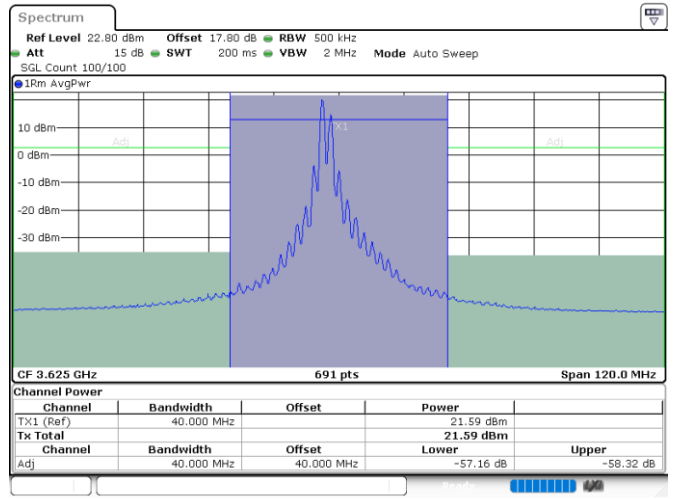 Spectrum
Ref Level 22.80 dBm Offset 17.80 dB RBW 500 kHz
Att 15 dB SWT 200 ms VBW 2 MHz Mode Auto Sweep
SGL Count 100/100
1Rm AvgPwr
10 dBm
TX1
Adj Adj
0 dBm
-10 dBm
-20 dBm
-30 dBm
CF 3.625 GHz 691 pts Span 120.0 MHz
Channel Power
Channel Bandwidth Offset Power
TX1 (Ref) 40.000 MHz 21.59 dBm
Tx Total 21.59 dBm
Channel Bandwidth Offset Lower Upper
Adj 40.000 MHz 40.000 MHz -57.16 dB -58.32 dB